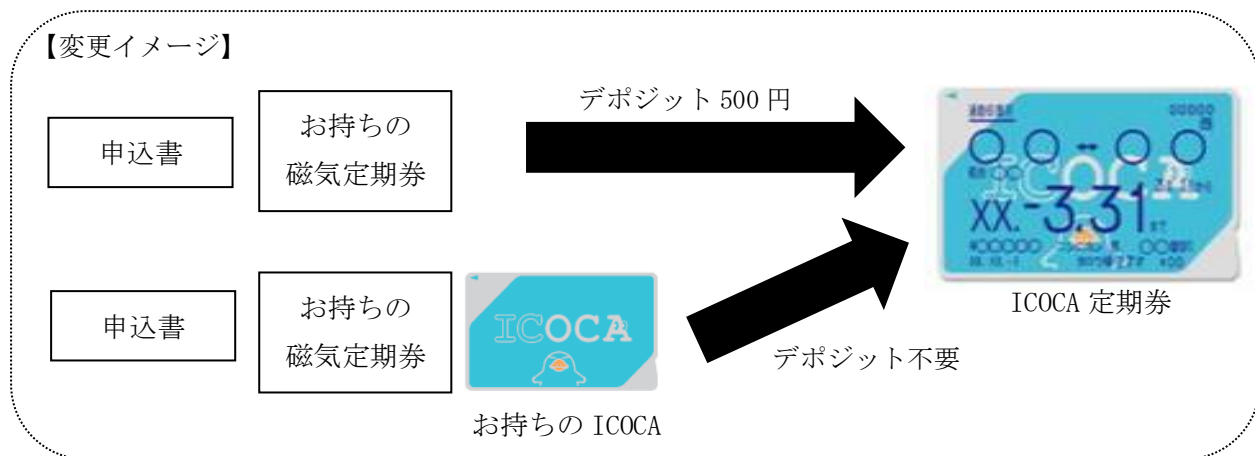 【変更イメージ】
デポジット 500 円
申込書
お持ちの
磁気定期券
XX.-3.31
ICOCA 定期券
申込書
お持ちの
磁気定期券
ICOCA
デポジット不要
お持ちの ICOCA